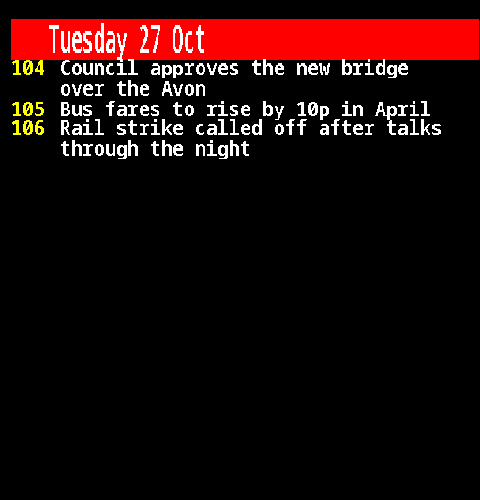 Tuesday 27 Oct
104 Council approves the new bridge
over the Avon
105 Bus fares to rise by 10p in April
106 Rail strike called off after talks
through the night